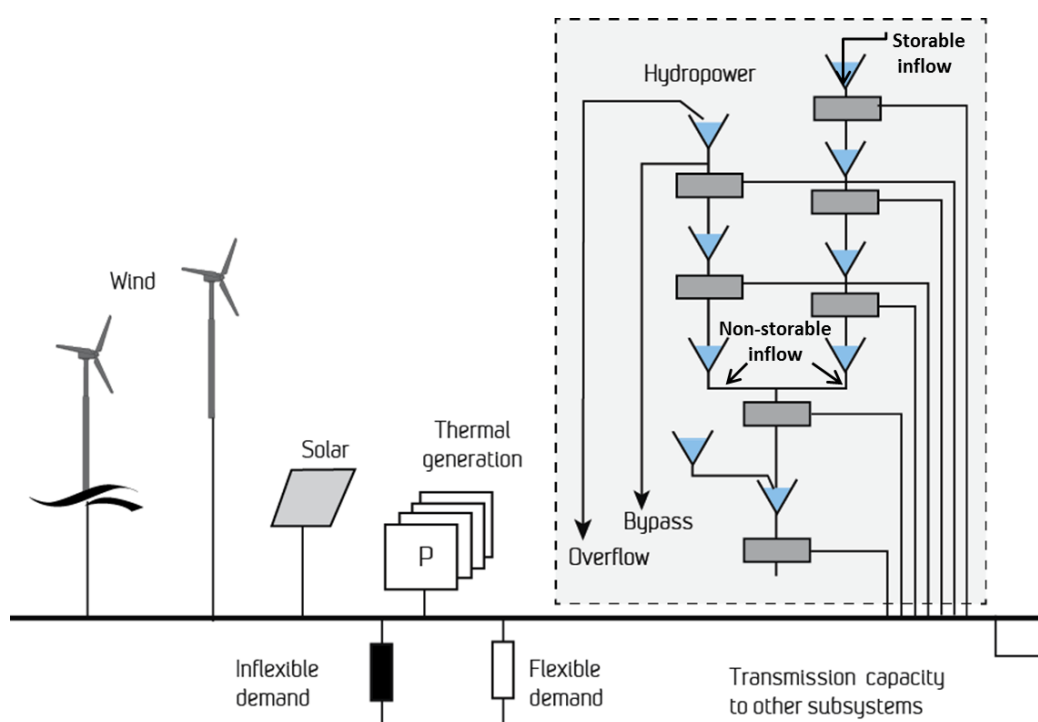 Storable
inflow
Hydropower
Wind
Non-storable
inflow
Solar
Thermal
generation
P
Bypass
Overflow
Inflexible
demand
Flexible
demand
Transmission capacity
to other subsystems